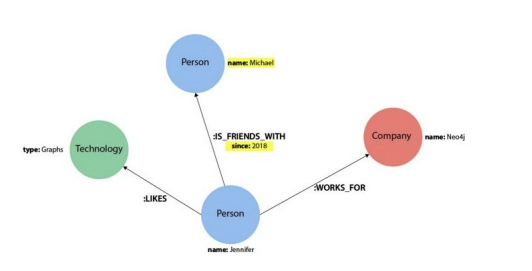 Person
name: Michael
:IS_FRIENDS_WITH
since: 2018
Company
name: Neo4j
type: Graphs
Technology
:LIKES
:WORKS_FOR
Person
name: Jennifer